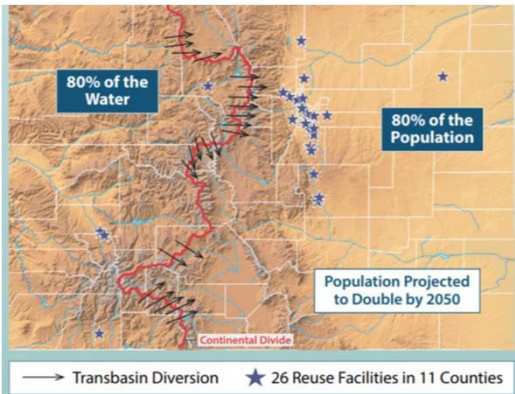 80% of the
Water
80% of the
Population
Population Projected
to Double by 2050
Continental Divide
Transbasin Diversion
26 Reuse Facilities in 11 Counties